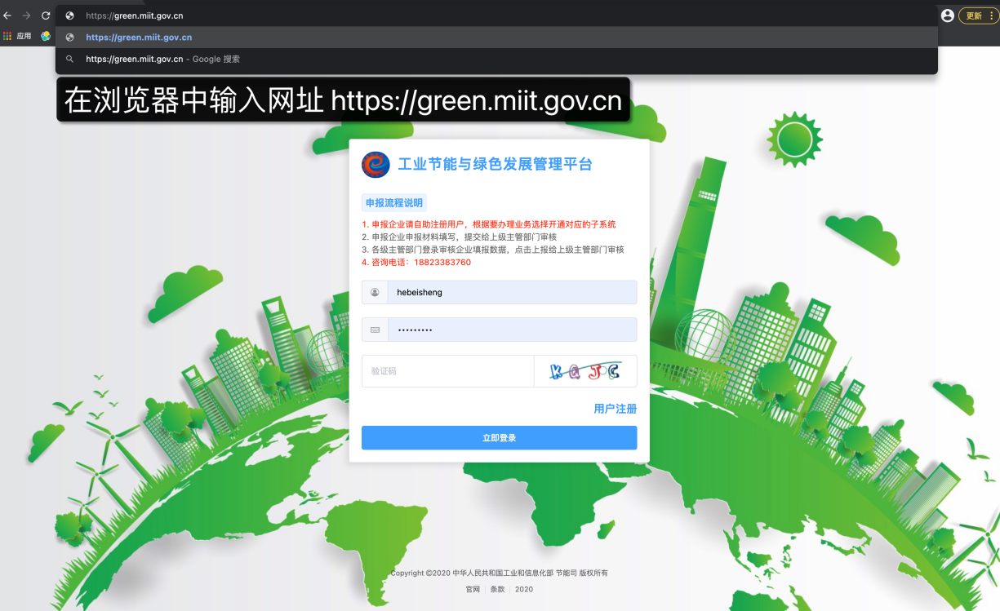 https://green.miit.gov.cn
更新
应用
https://green.miit.gov.cn
https://green.miit.gov.cn - Google 搜索
在浏览器中输入网址 https://green.miit.gov.cn
工业节能与绿色发展管理平台
申报流程说明
1. 申报企业请自助注册用户，根据要办理业务选择开通对应的子系统
2. 申报企业申报材料填写，提交给上级主管部门审核
3. 各级主管部门登录审核企业填报数据，点击上报给上级主管部门审核
4. 咨询电话：18823383760
hebeisheng
•••••••••
验证码
KQJC
用户注册
立即登录
Copyright ©2020 中华人民共和国工业和信息化部 节能司 版权所有
官网 | 条款 | 2020